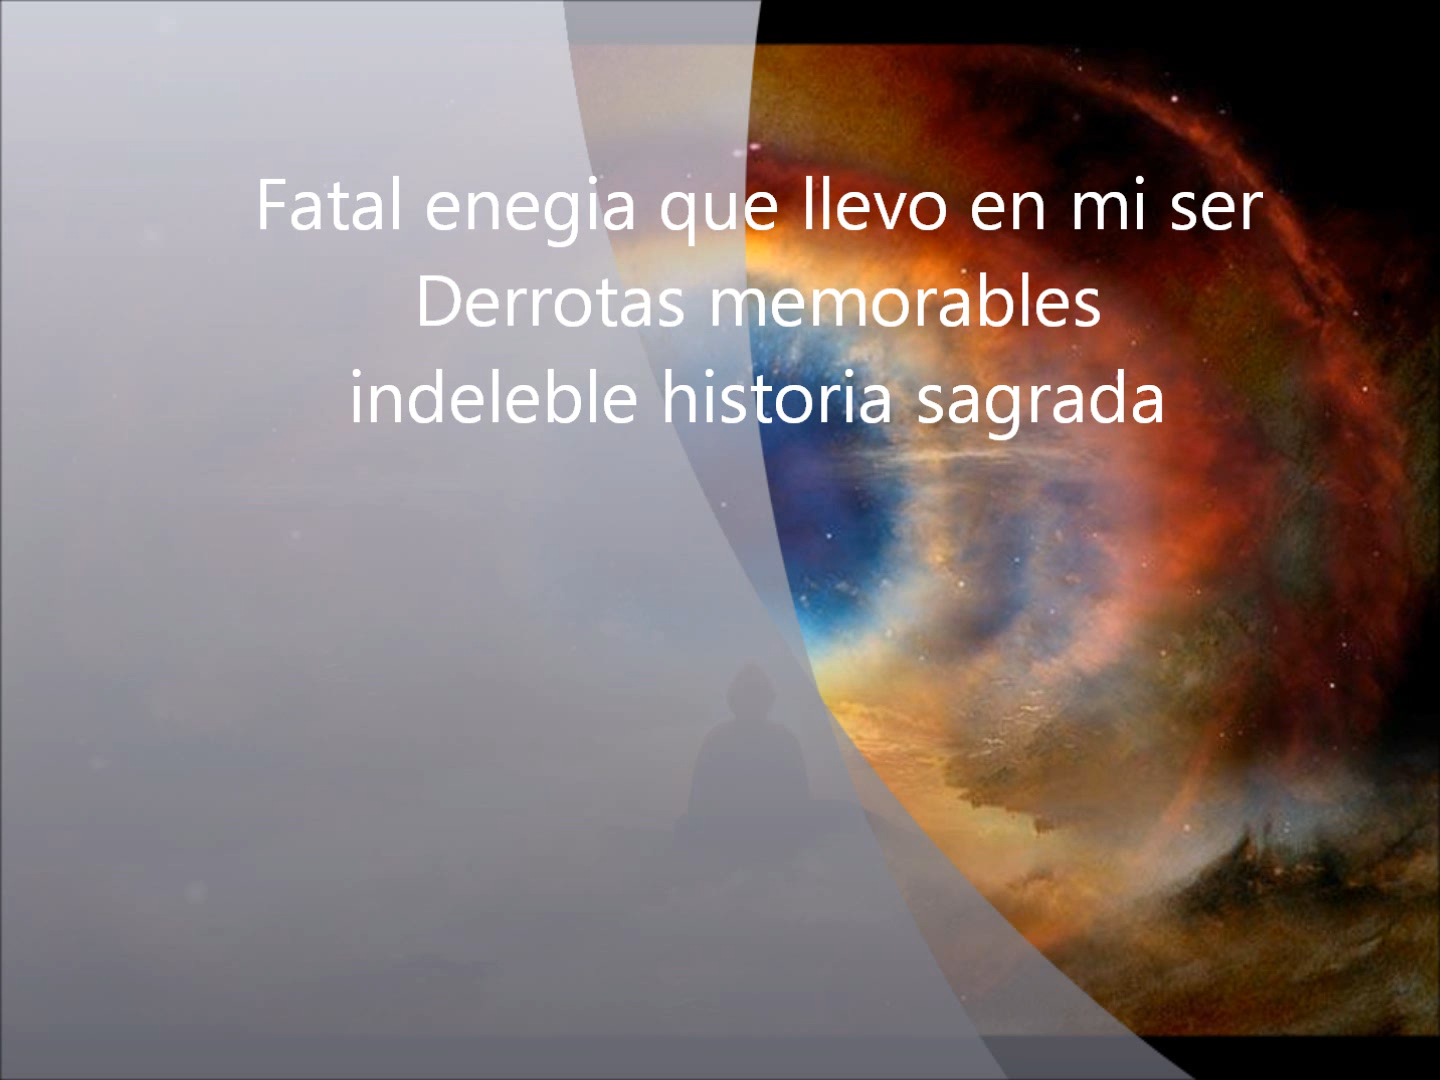 Fatal enegia que llevo en mi ser
Derrotas memorables
indeleble historia sagrada